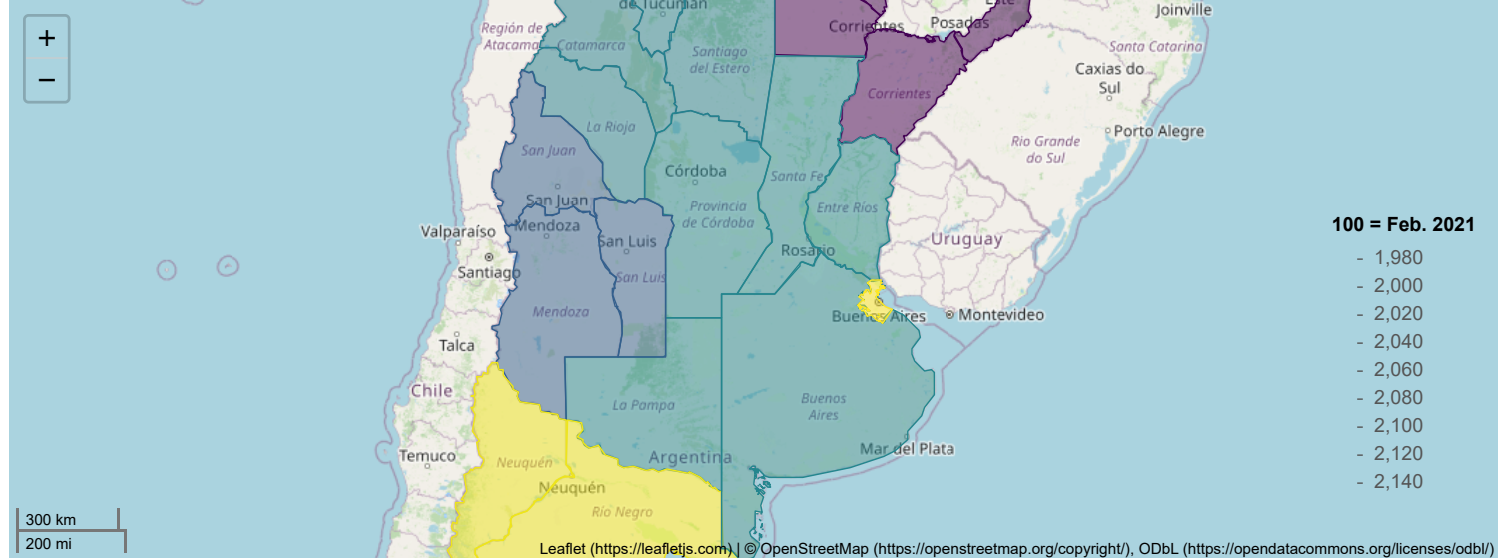 +
−
de Tucumán
Este
Joinville
Región de
Atacama
Catamarca
Santiago
del Estero
Corrientes
Posadas
Santa Catarina
Caxias do
Sul
Corrientes
La Rioja
San Juan
Porto Alegre
Rio Grande
do Sul
Córdoba
Santa Fe
San Juan
Provincia
de Córdoba
Entre Ríos
Valparaíso
Mendoza
San Luis
Uruguay
Rosario
Santiago
San Luis
Mendoza
Buenos Aires
Montevideo
Talca
Chile
La Pampa
Buenos
Aires
Temuco
Argentina
Mar del Plata
Neuquén
Neuquén
Río Negro
100 = Feb. 2021
- 1,980
- 2,000
- 2,020
- 2,040
- 2,060
- 2,080
- 2,100
- 2,120
- 2,140
300 km
200 mi
Leaflet (https://leafletjs.com) | © OpenStreetMap (https://openstreetmap.org/copyright/), ODbL (https://opendatacommons.org/licenses/odbl/)